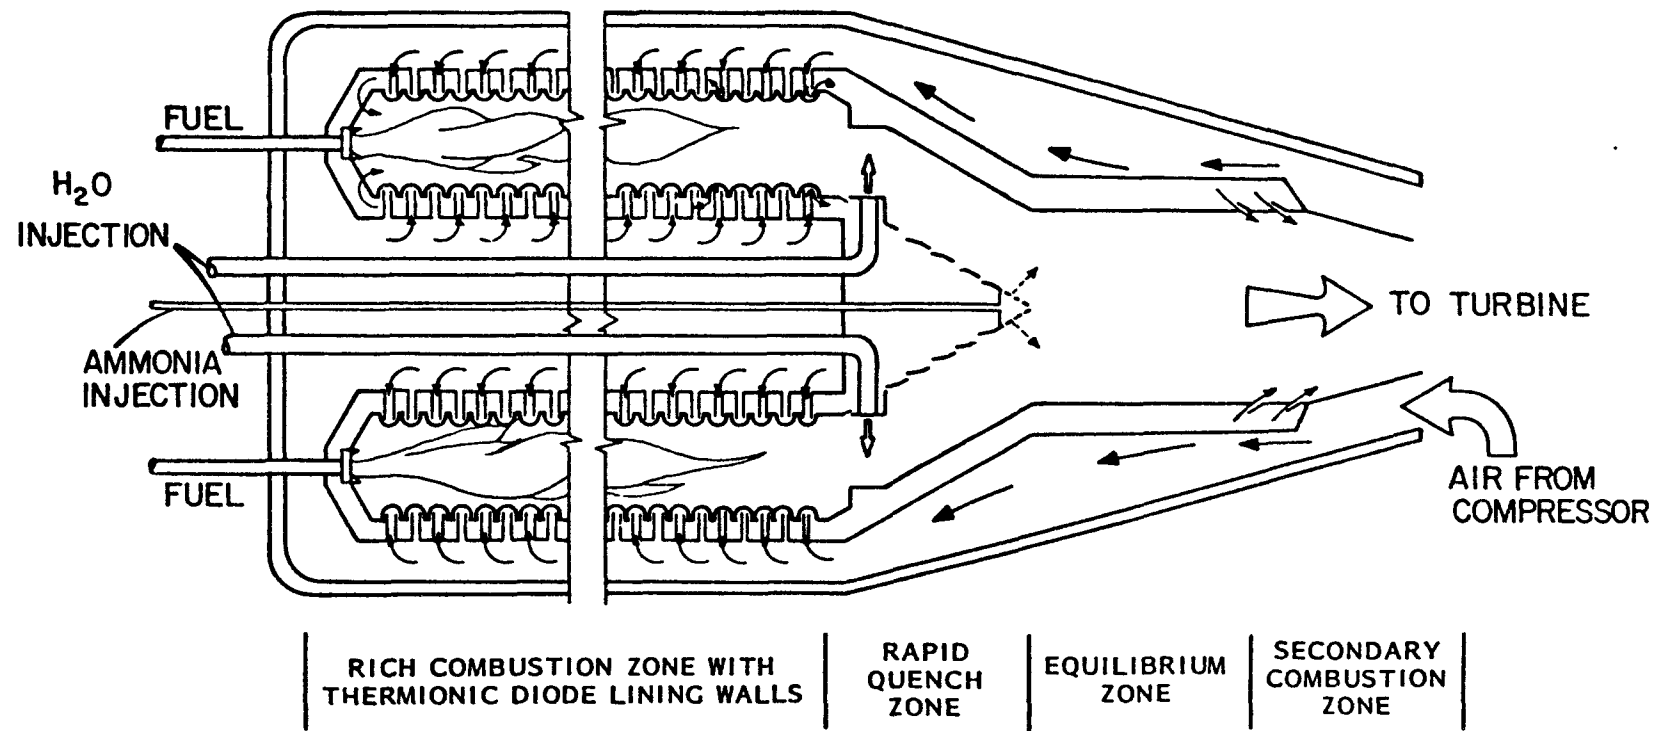 FUEL
H₂O
INJECTION
AMMONIA
INJECTION
FUEL
TO TURBINE
AIR FROM
COMPRESSOR
RICH COMBUSTION ZONE WITH
THERMIONIC DIODE LINING WALLS
RAPID
QUENCH
ZONE
EQUILIBRIUM
ZONE
SECONDARY
COMBUSTION
ZONE